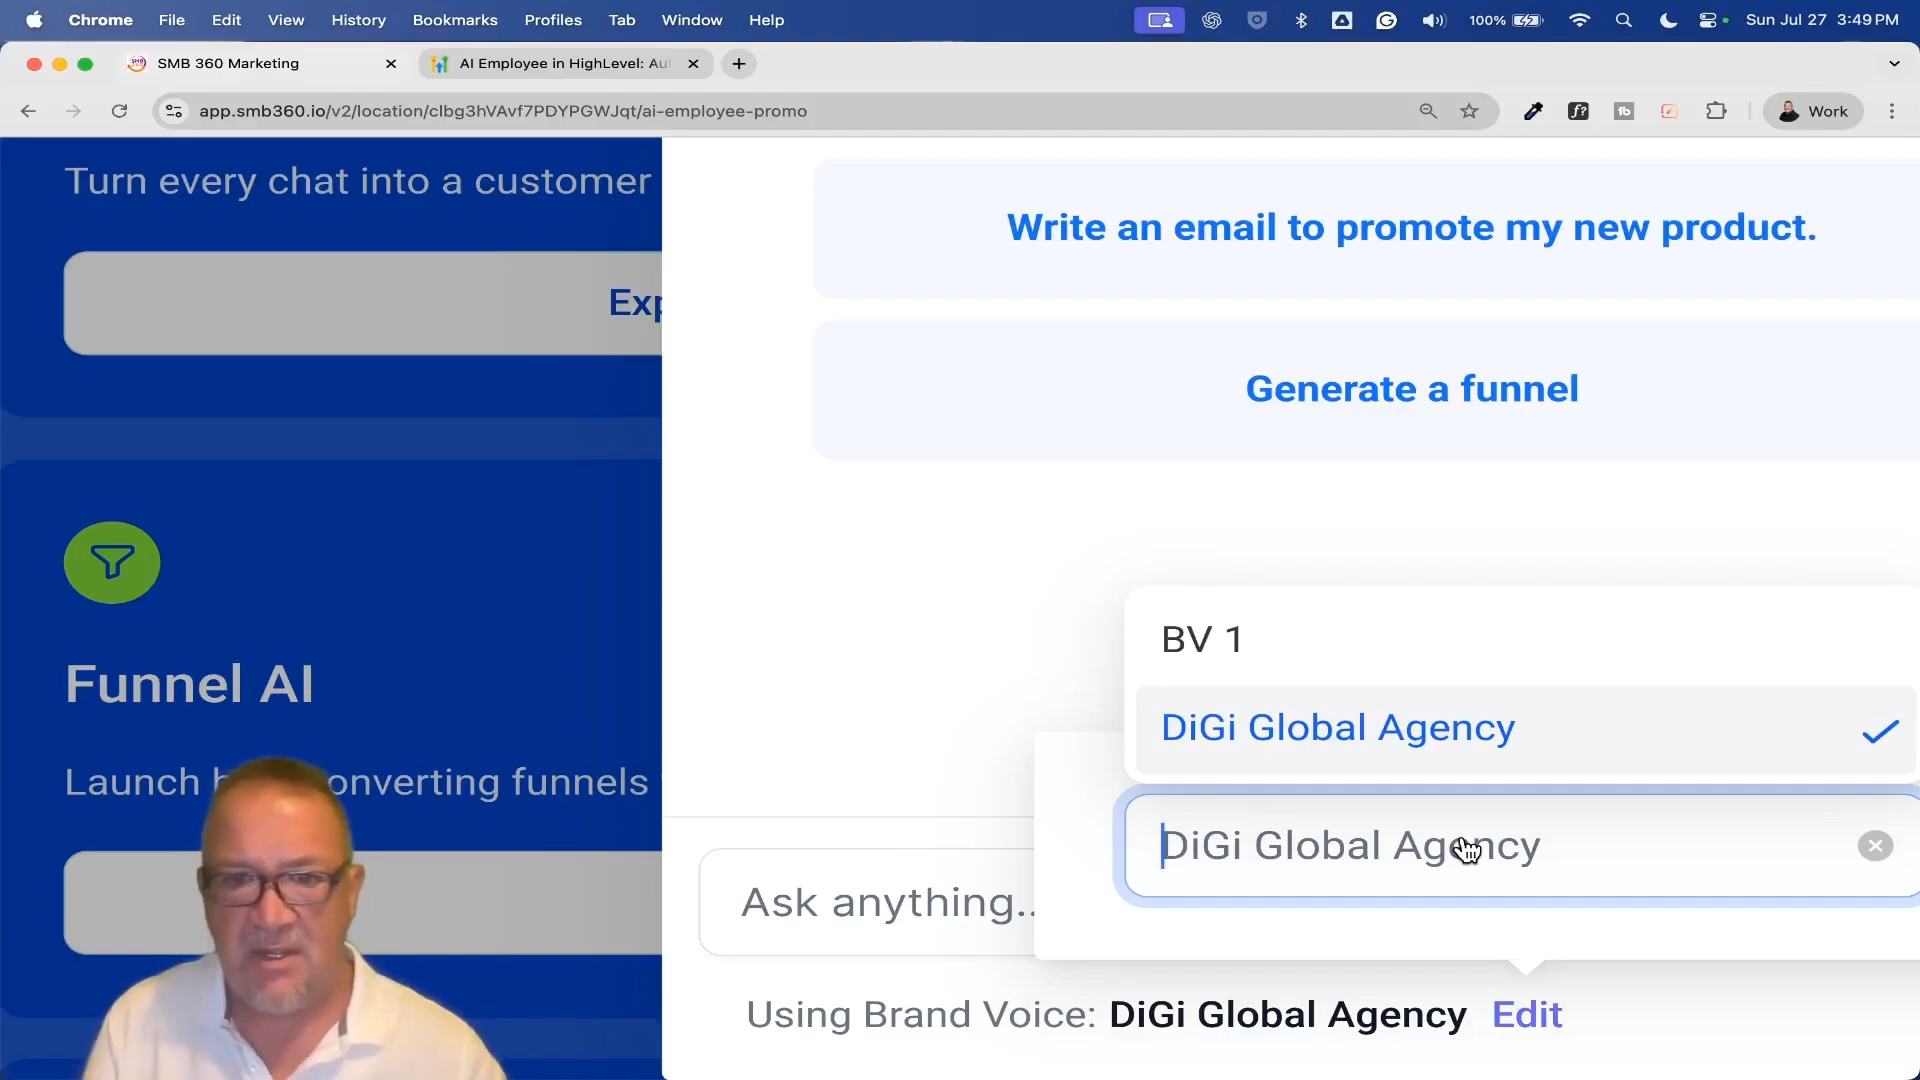 Chrome File Edit View History Bookmarks Profiles Tab Window Help 100% Sun Jul 27 3:49 PM
SMB 360 Marketing
AI Employee in HighLevel: Aut
app.smb360.io/v2/location/clbg3hVAvf7PDYPGWJqt/ai-employee-promo
f?
tb
Work
Turn every chat into a customer
Exp
Funnel AI
Launch h
onverting funnels
Write an email to promote my new product.
Generate a funnel
BV 1
DiGi Global Agency
DiGi Global Agency
Ask anything..
Using Brand Voice: DiGi Global Agency Edit